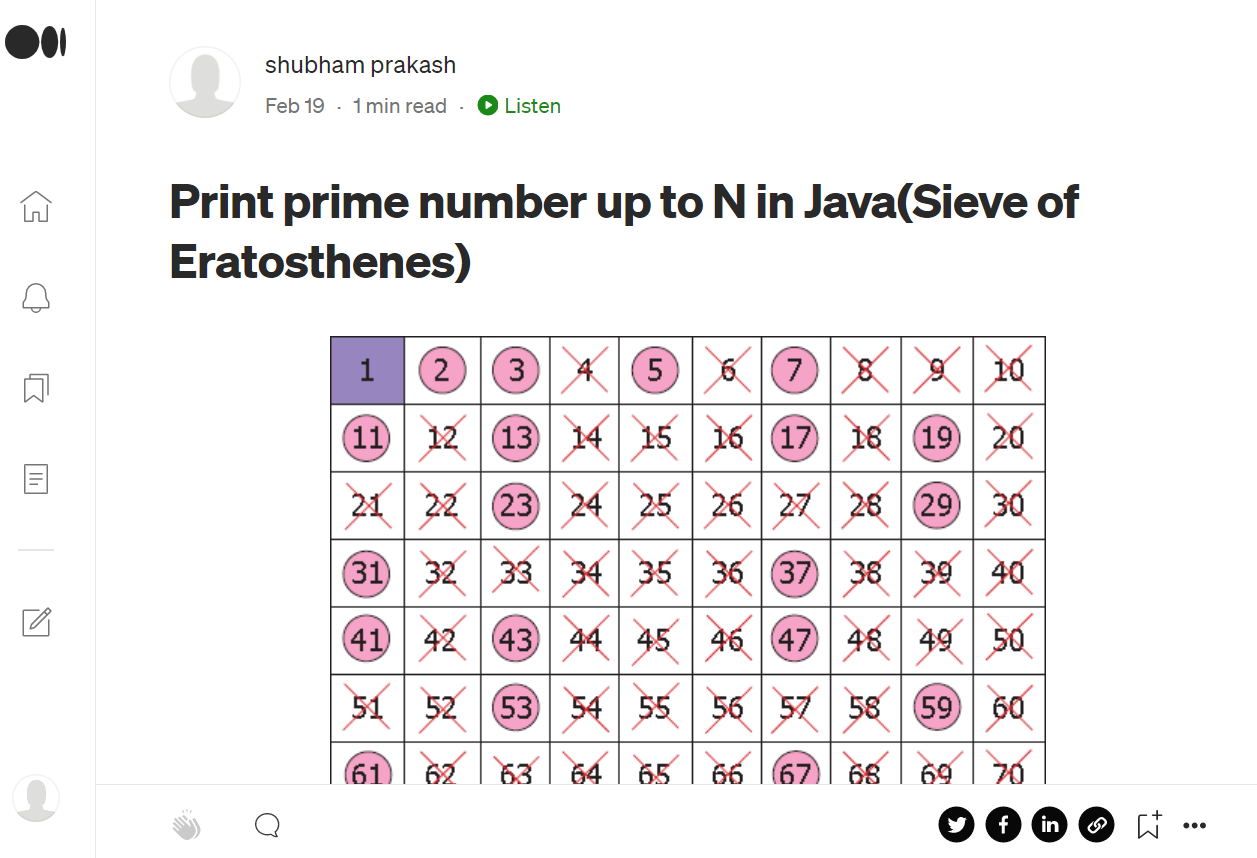 shubham prakash
Feb 19 · 1 min read · Listen
Print prime number up to N in Java(Sieve of
Eratosthenes)
1 2 3 4 5 6 7 8 9 10
11 12 13 14 15 16 17 18 19 20
21 22 23 24 25 26 27 28 29 30
31 32 33 34 35 36 37 38 39 40
41 42 43 44 45 46 47 48 49 50
51 52 53 54 55 56 57 58 59 60
61 62 63 64 65 66 67 68 69 70